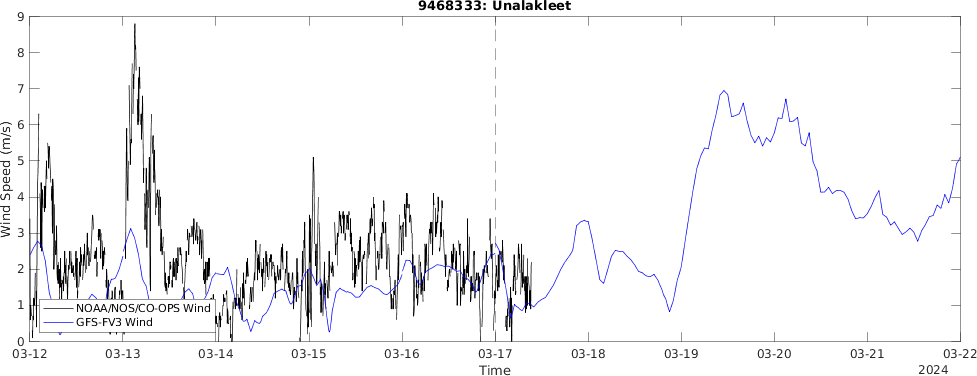 9468333: Unalakleet
Wind Speed (m/s)
9
8
7
6
5
4
3
2
1
0
NOAA/NOS/CO-OPS Wind
GFS-FV3 Wind
03-12 03-13 03-14 03-15 03-16 03-17 03-18 03-19 03-20 03-21 03-22
Time
2024